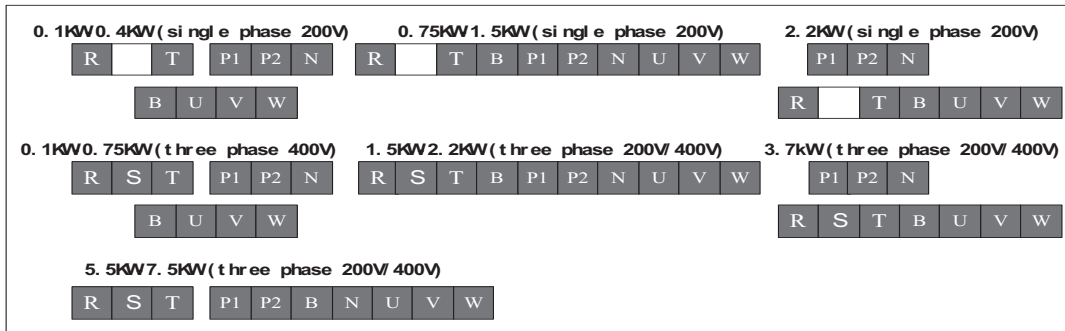 0. 1KW0. 4KW(single phase 200V)
R T P1 P2 N
B U V W
0. 75KW1. 5KW(single phase 200V)
R T B P1 P2 N U V W
2. 2KW(single phase 200V)
P1 P2 N
R T B U V W
0. 1KW0. 75KW(three phase 400V)
R S T P1 P2 N
B U V W
1. 5KW2. 2KW(three phase 200V/400V)
R S T B P1 P2 N U V W
3. 7kW(three phase 200V/400V)
P1 P2 N
R S T B U V W
5. 5KW7. 5KW(three phase 200V/400V)
R S T P1 P2 B N U V W